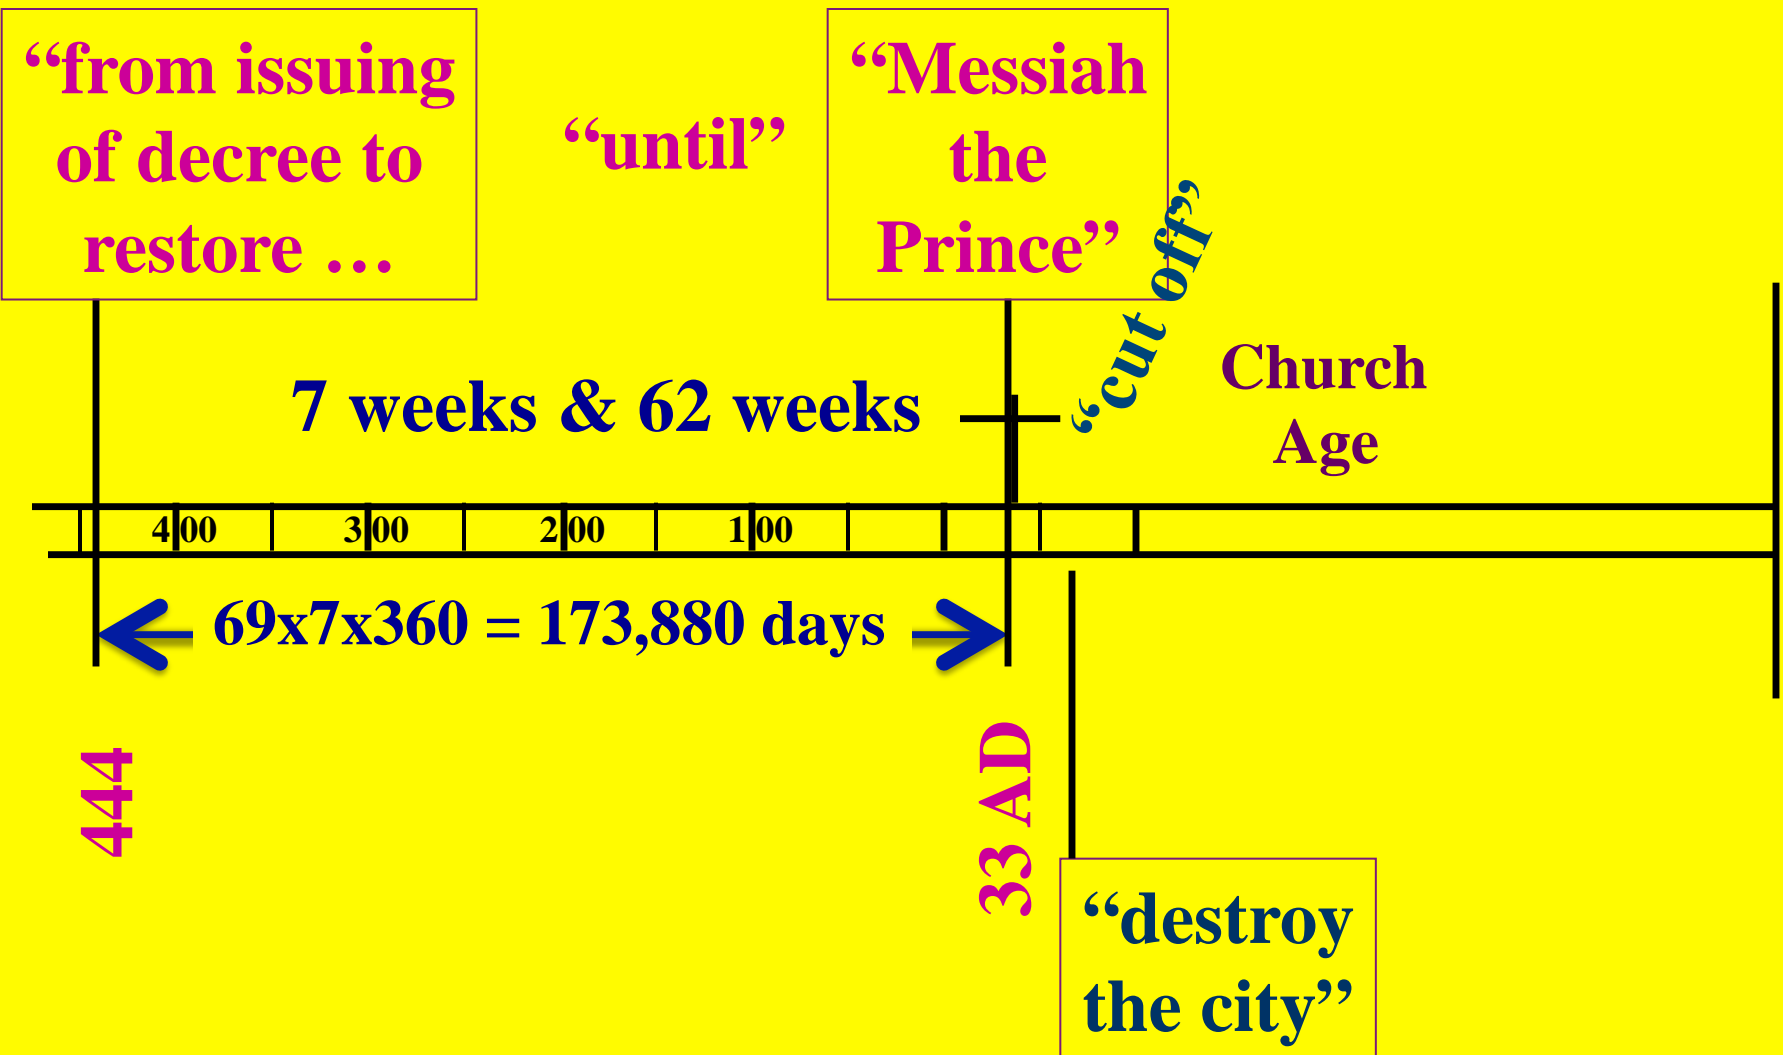 “from issuing
of decree to
restore …
“until”
“Messiah
the
Prince”
“cut off”
7 weeks & 62 weeks
Church
Age
400 300 200 100
69x7x360 = 173,880 days
444
33 AD
“destroy
the city”